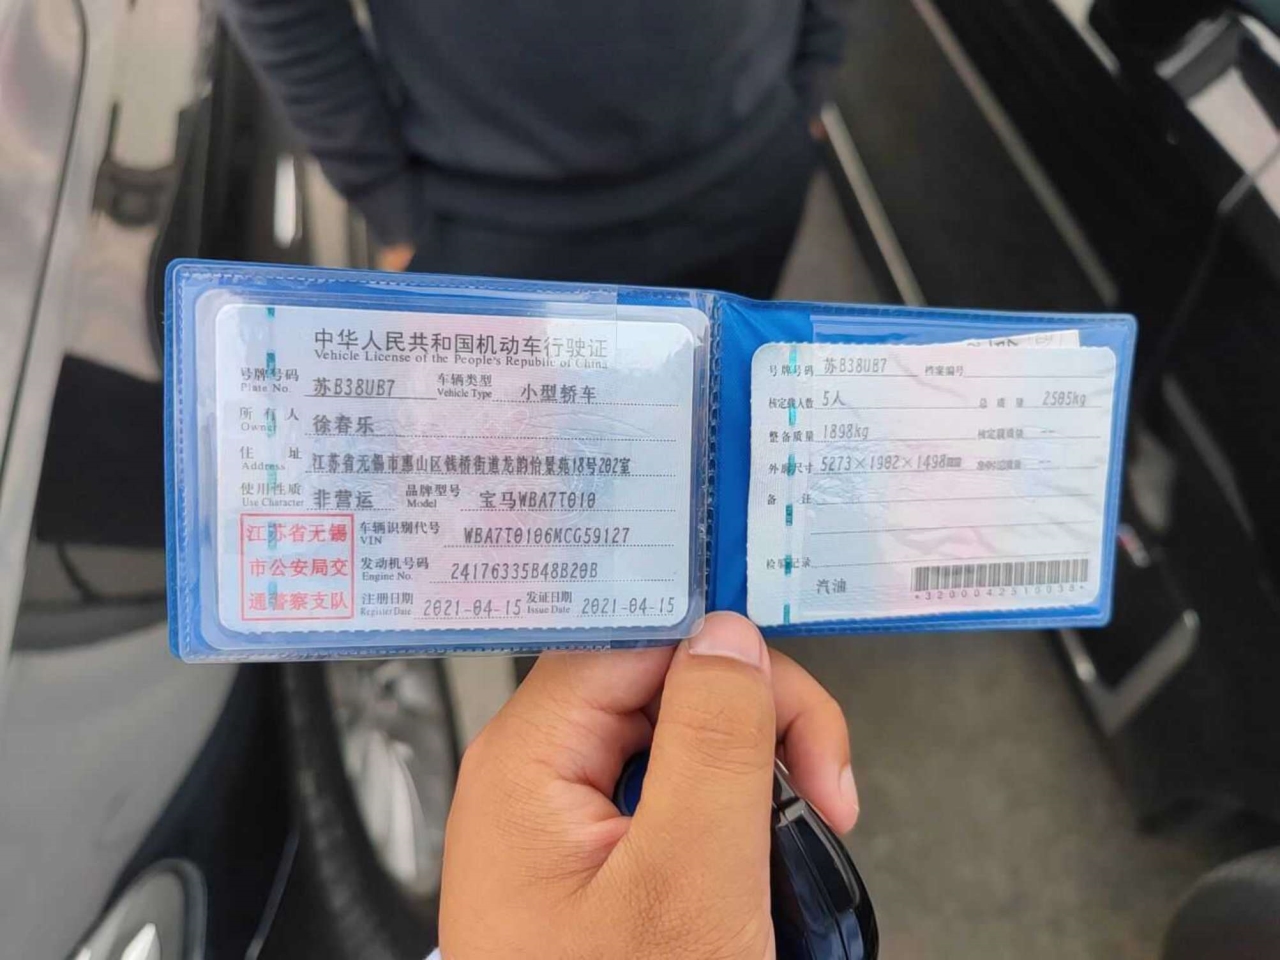 中华人民共和国机动车行驶证
Vehicle License of the People's Republic of China
号牌号码 苏B38UB7 车辆类型 小型轿车
Plate No. Vehicle Type
所有人 徐春乐
Owner
住址 江苏省无锡市惠山区钱桥街道龙韵怡景苑18号202室
Address
使用性质 非营运 品牌型号 宝马WBA7T010
Use Character Model
江苏省无锡
市公安局交
通警察支队
车辆识别代号 WBA7T0106MCG59127
VIN
发动机号码 24176335B48B20B
Engine No.
注册日期 2021-04-15 发证日期 2021-04-15
Register Date Issue Date
号牌号码 苏B38UB7 档案编号
核定载人数 5人 总质量 2505kg
整备质量 1898kg 核定载质量 --
外廓尺寸 5273×1902×1498mm --
备注
检验记录
汽油